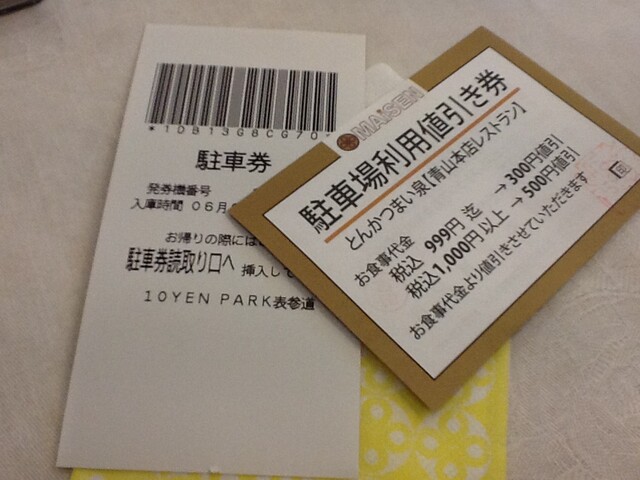 *1DB13G8CG70
駐車券
発券機番号
入庫時間 06月
お帰りの際には
駐車券読取り口へ 挿入して
10YEN PARK表参道
MAISEN
駐車場利用値引き券
とんかつまい泉【青山本店レストラン】
お食事代金
税込 999円 迄 → 300円値引
税込1,000円 以上 → 500円値引
お食事代金より値引きさせていただきます